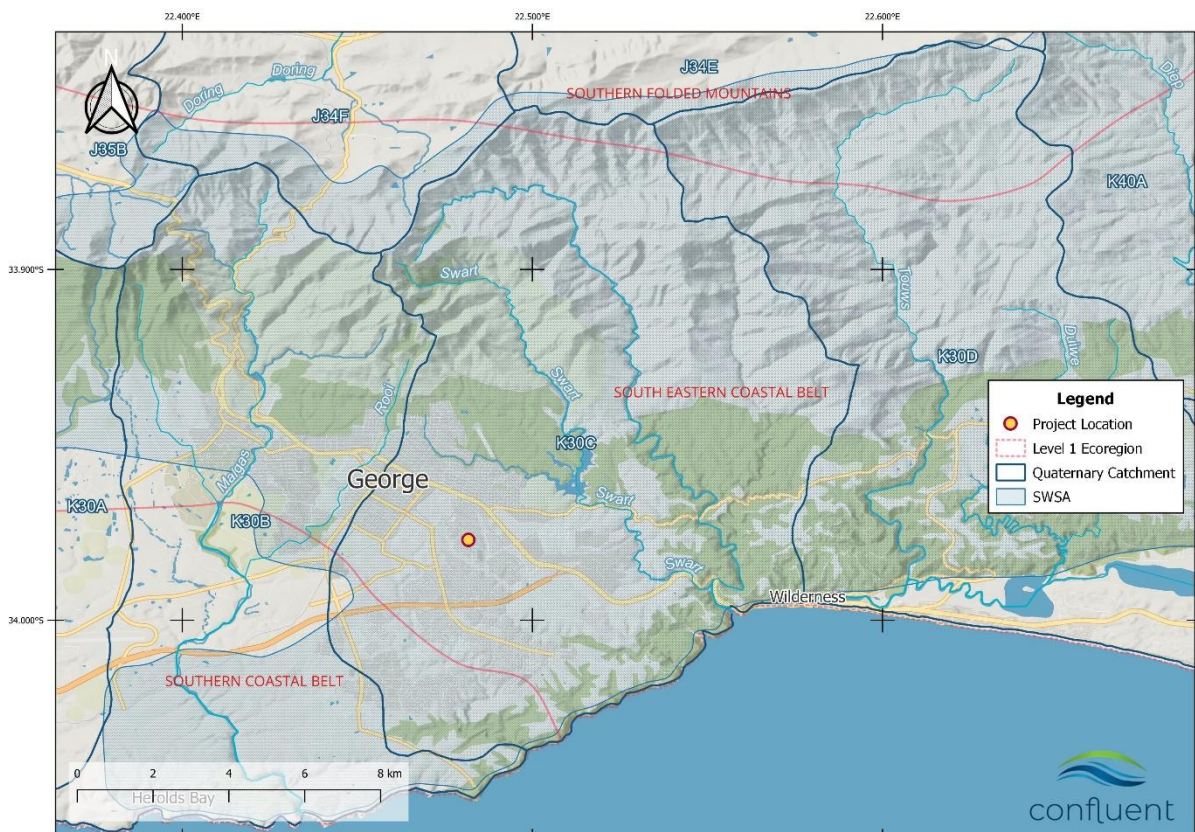 22.400°E
22.500°E
22.600°E
N
Doring
Doring
J34E
SOUTHERN FOLDED MOUNTAINS
Diep
J34F
J35B
K40A
33.900°S
Swart
Touws
Swart
Rooi
K30D
Duiwe
SOUTH EASTERN COASTAL BELT
Legend
Project Location
Level 1 Ecoregion
Quaternary Catchment
SWSA
K30C
George
Malgas
Swart
K30A
K30B
Swart
Wilderness
34.000°S
SOUTHERN COASTAL BELT
0 2 4 6 8 km
Herolds Bay
confluent